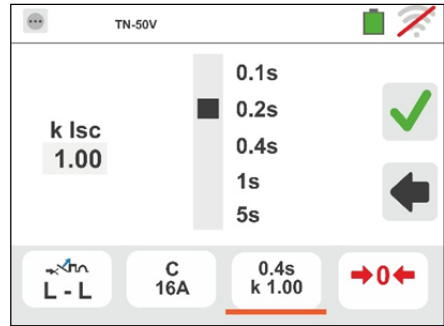 TN-50V
k Isc
1.00
0.1s
0.2s
0.4s
1s
5s
L - L
C
16A
0.4s
k 1.00
→0←